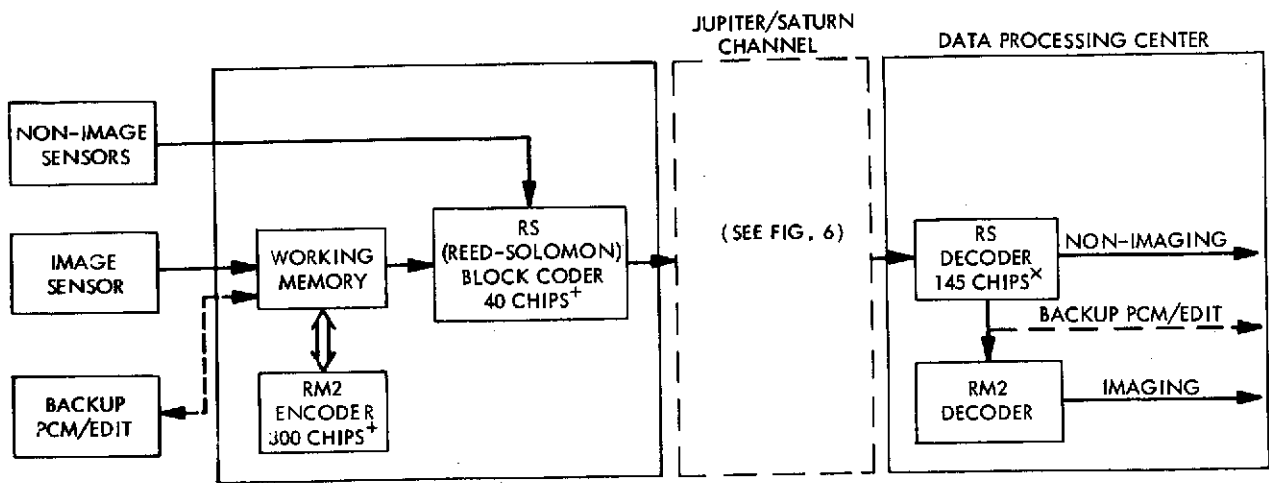 JUPITER/SATURN
CHANNEL
DATA PROCESSING CENTER
NON-IMAGE
SENSORS
IMAGE
SENSOR
BACKUP
PCM/EDIT
WORKING
MEMORY
RM2
ENCODER
300 CHIPS+
RS
(REED-SOLOMON)
BLOCK CODER
40 CHIPS+
(SEE FIG. 6)
RS
DECODER
145 CHIPS×
NON-IMAGING
BACKUP PCM/EDIT
RM2
DECODER
IMAGING